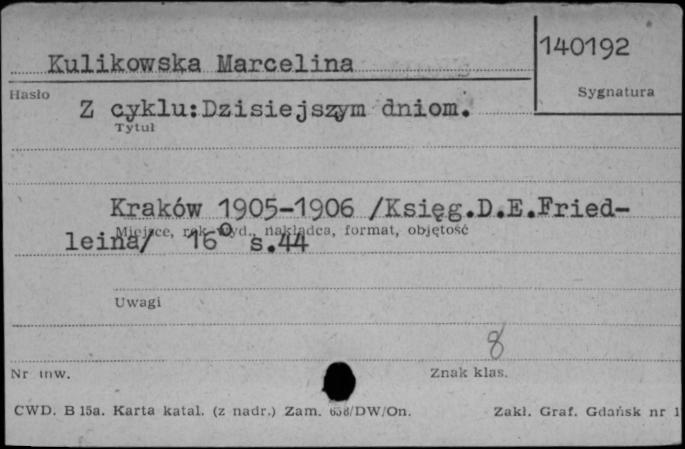 Kulikowska Marcelina
140192
Hasło
Sygnatura
Z cyklu:Dzisiejszym dniom.
Tytuł
Kraków 1905-1906 /Księg.D.E.Fried-
Miejsce, rok wyd., nakładca, format, objętość
leina/ 16° s.44
Uwagi
8
Nr inw.
Znak klas.
CWD. B 15a. Karta katal. (z nadr.) Zam. 658/DW/On.
Zakł. Graf. Gdańsk nr 1